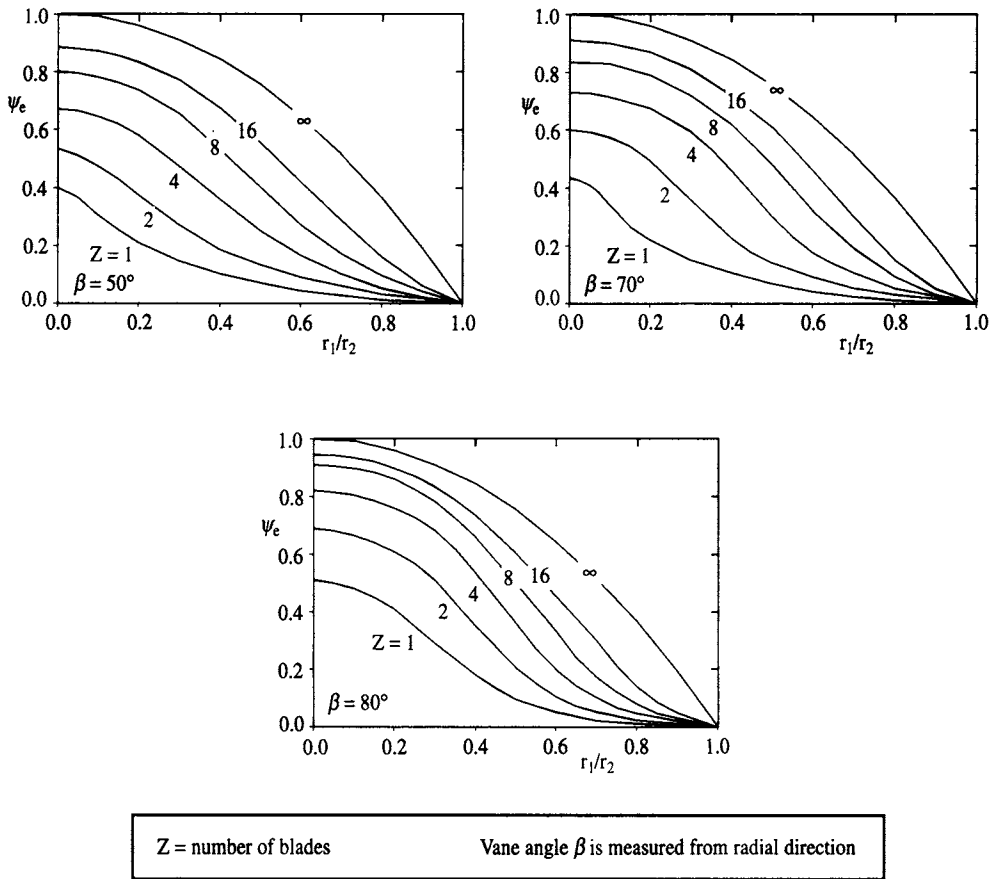 1.0
0.8
ψe
0.6
0.4
0.2
0.0
∞
16
8
4
2
Z = 1
β = 50°
0.0 0.2 0.4 0.6 0.8 1.0
r1/r2
1.0
0.8
ψe
0.6
0.4
0.2
0.0
∞
16
8
4
2
Z = 1
β = 70°
0.0 0.2 0.4 0.6 0.8 1.0
r1/r2
1.0
0.8
ψe
0.6
0.4
0.2
0.0
∞
16
8
4
2
Z = 1
β = 80°
0.0 0.2 0.4 0.6 0.8 1.0
r1/r2
Z = number of blades Vane angle β is measured from radial direction